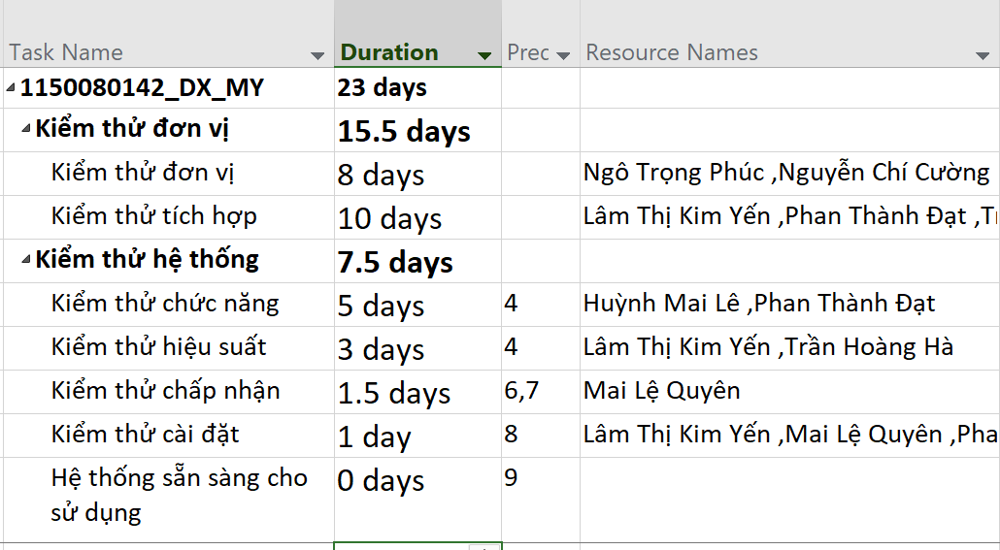 Task Name Duration Prec Resource Names
1150080142_DX_MY 23 days
Kiểm thử đơn vị 15.5 days
Kiểm thử đơn vị 8 days Ngô Trọng Phúc ,Nguyễn Chí Cường
Kiểm thử tích hợp 10 days Lâm Thị Kim Yến ,Phan Thành Đạt ,
Kiểm thử hệ thống 7.5 days
Kiểm thử chức năng 5 days 4 Huỳnh Mai Lê ,Phan Thành Đạt
Kiểm thử hiệu suất 3 days 4 Lâm Thị Kim Yến ,Trần Hoàng Hà
Kiểm thử chấp nhận 1.5 days 6,7 Mai Lệ Quyên
Kiểm thử cài đặt 1 day 8 Lâm Thị Kim Yến ,Mai Lệ Quyên ,Pha
Hệ thống sẵn sàng cho 0 days 9
sử dụng